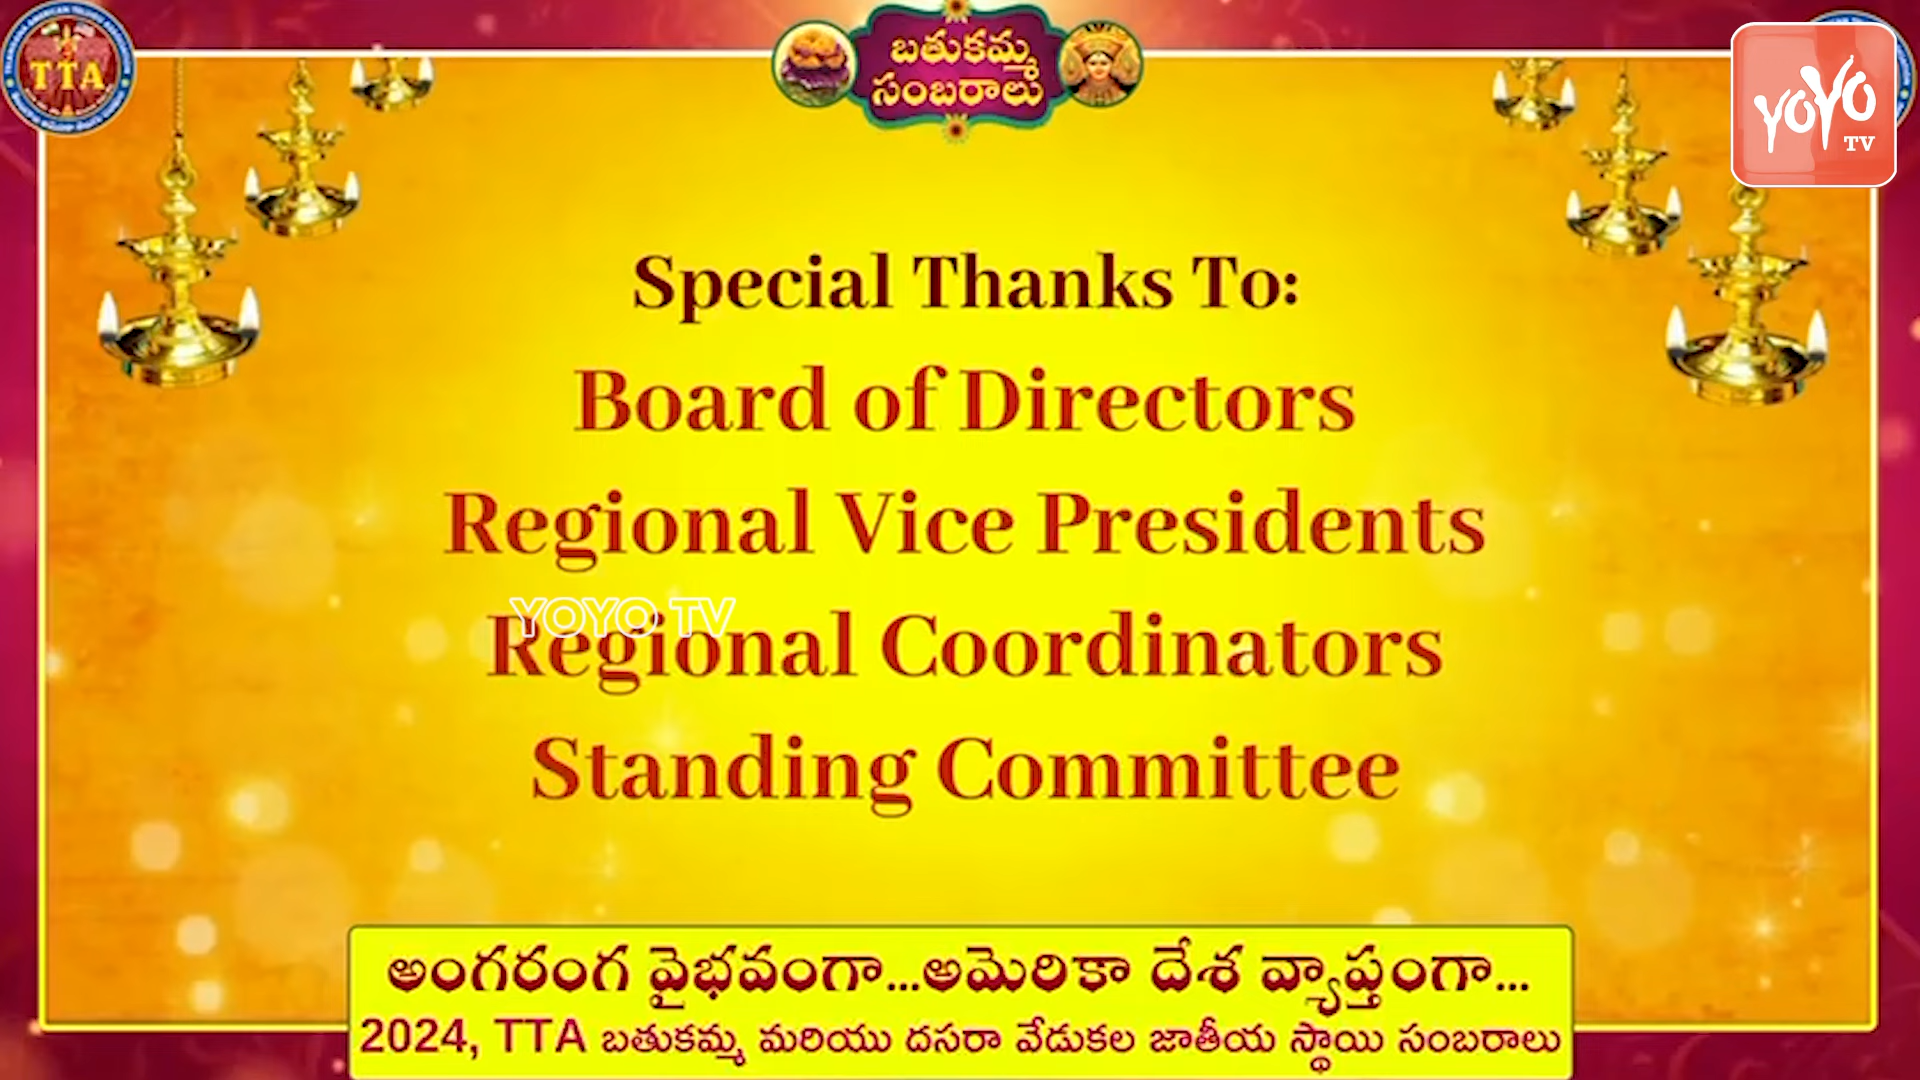 TTA
బతుకమ్మ
సంబరాలు
YOYO
TV
Special Thanks To:
Board of Directors
Regional Vice Presidents
YOYO TV
Regional Coordinators
Standing Committee
అంగరంగ వైభవంగా...అమెరికా దేశ వ్యాప్తంగా...
2024, TTA బతుకమ్మ మరియు దసరా వేడుకల జాతీయ స్థాయి సంబరాలు